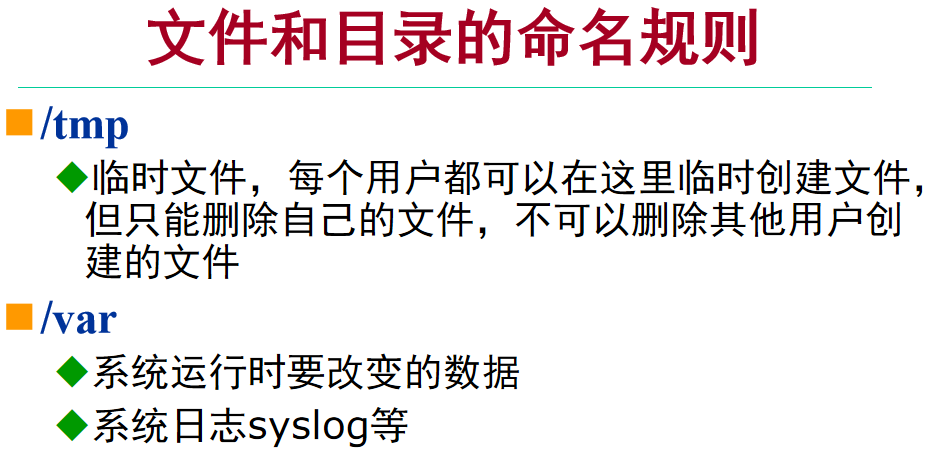 文件和目录的命名规则
/tmp
临时文件，每个用户都可以在这里临时创建文件，
但只能删除自己的文件，不可以删除其他用户创
建的文件
/var
系统运行时要改变的数据
系统日志syslog等